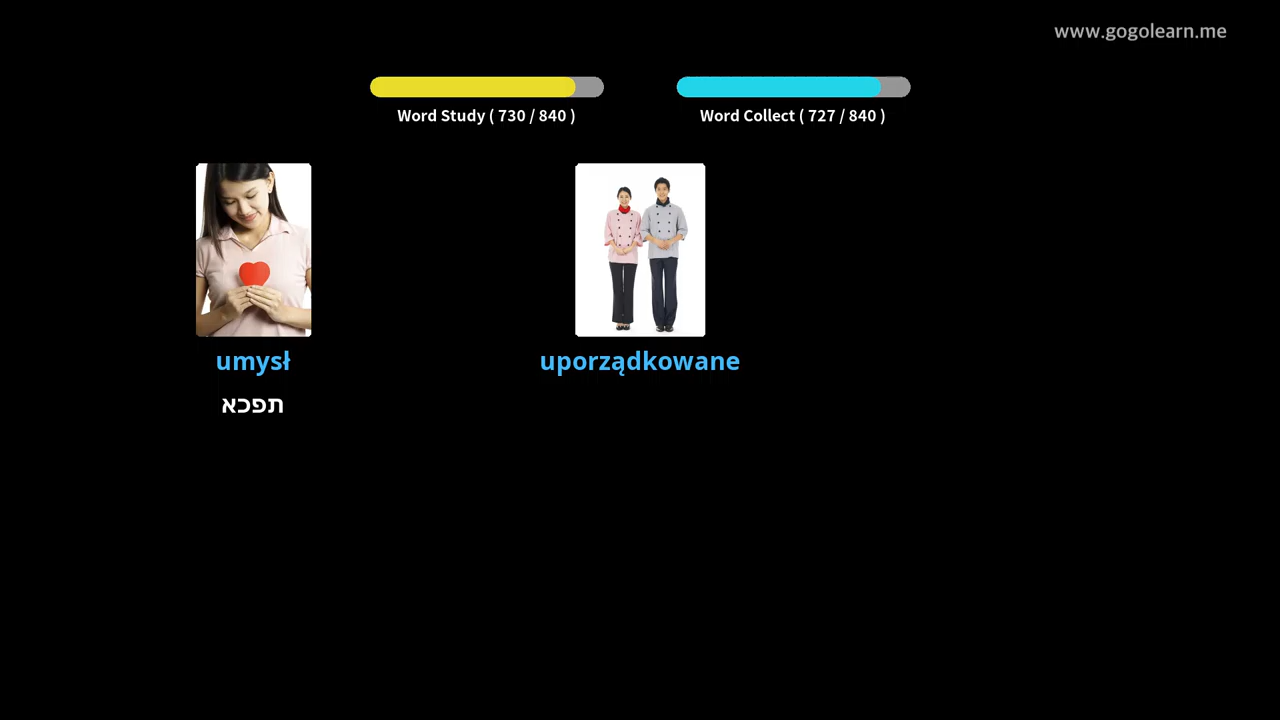 www.gogolearn.me
Word Study ( 730 / 840 )
Word Collect ( 727 / 840 )
umysł
uporządkowane
תפכא